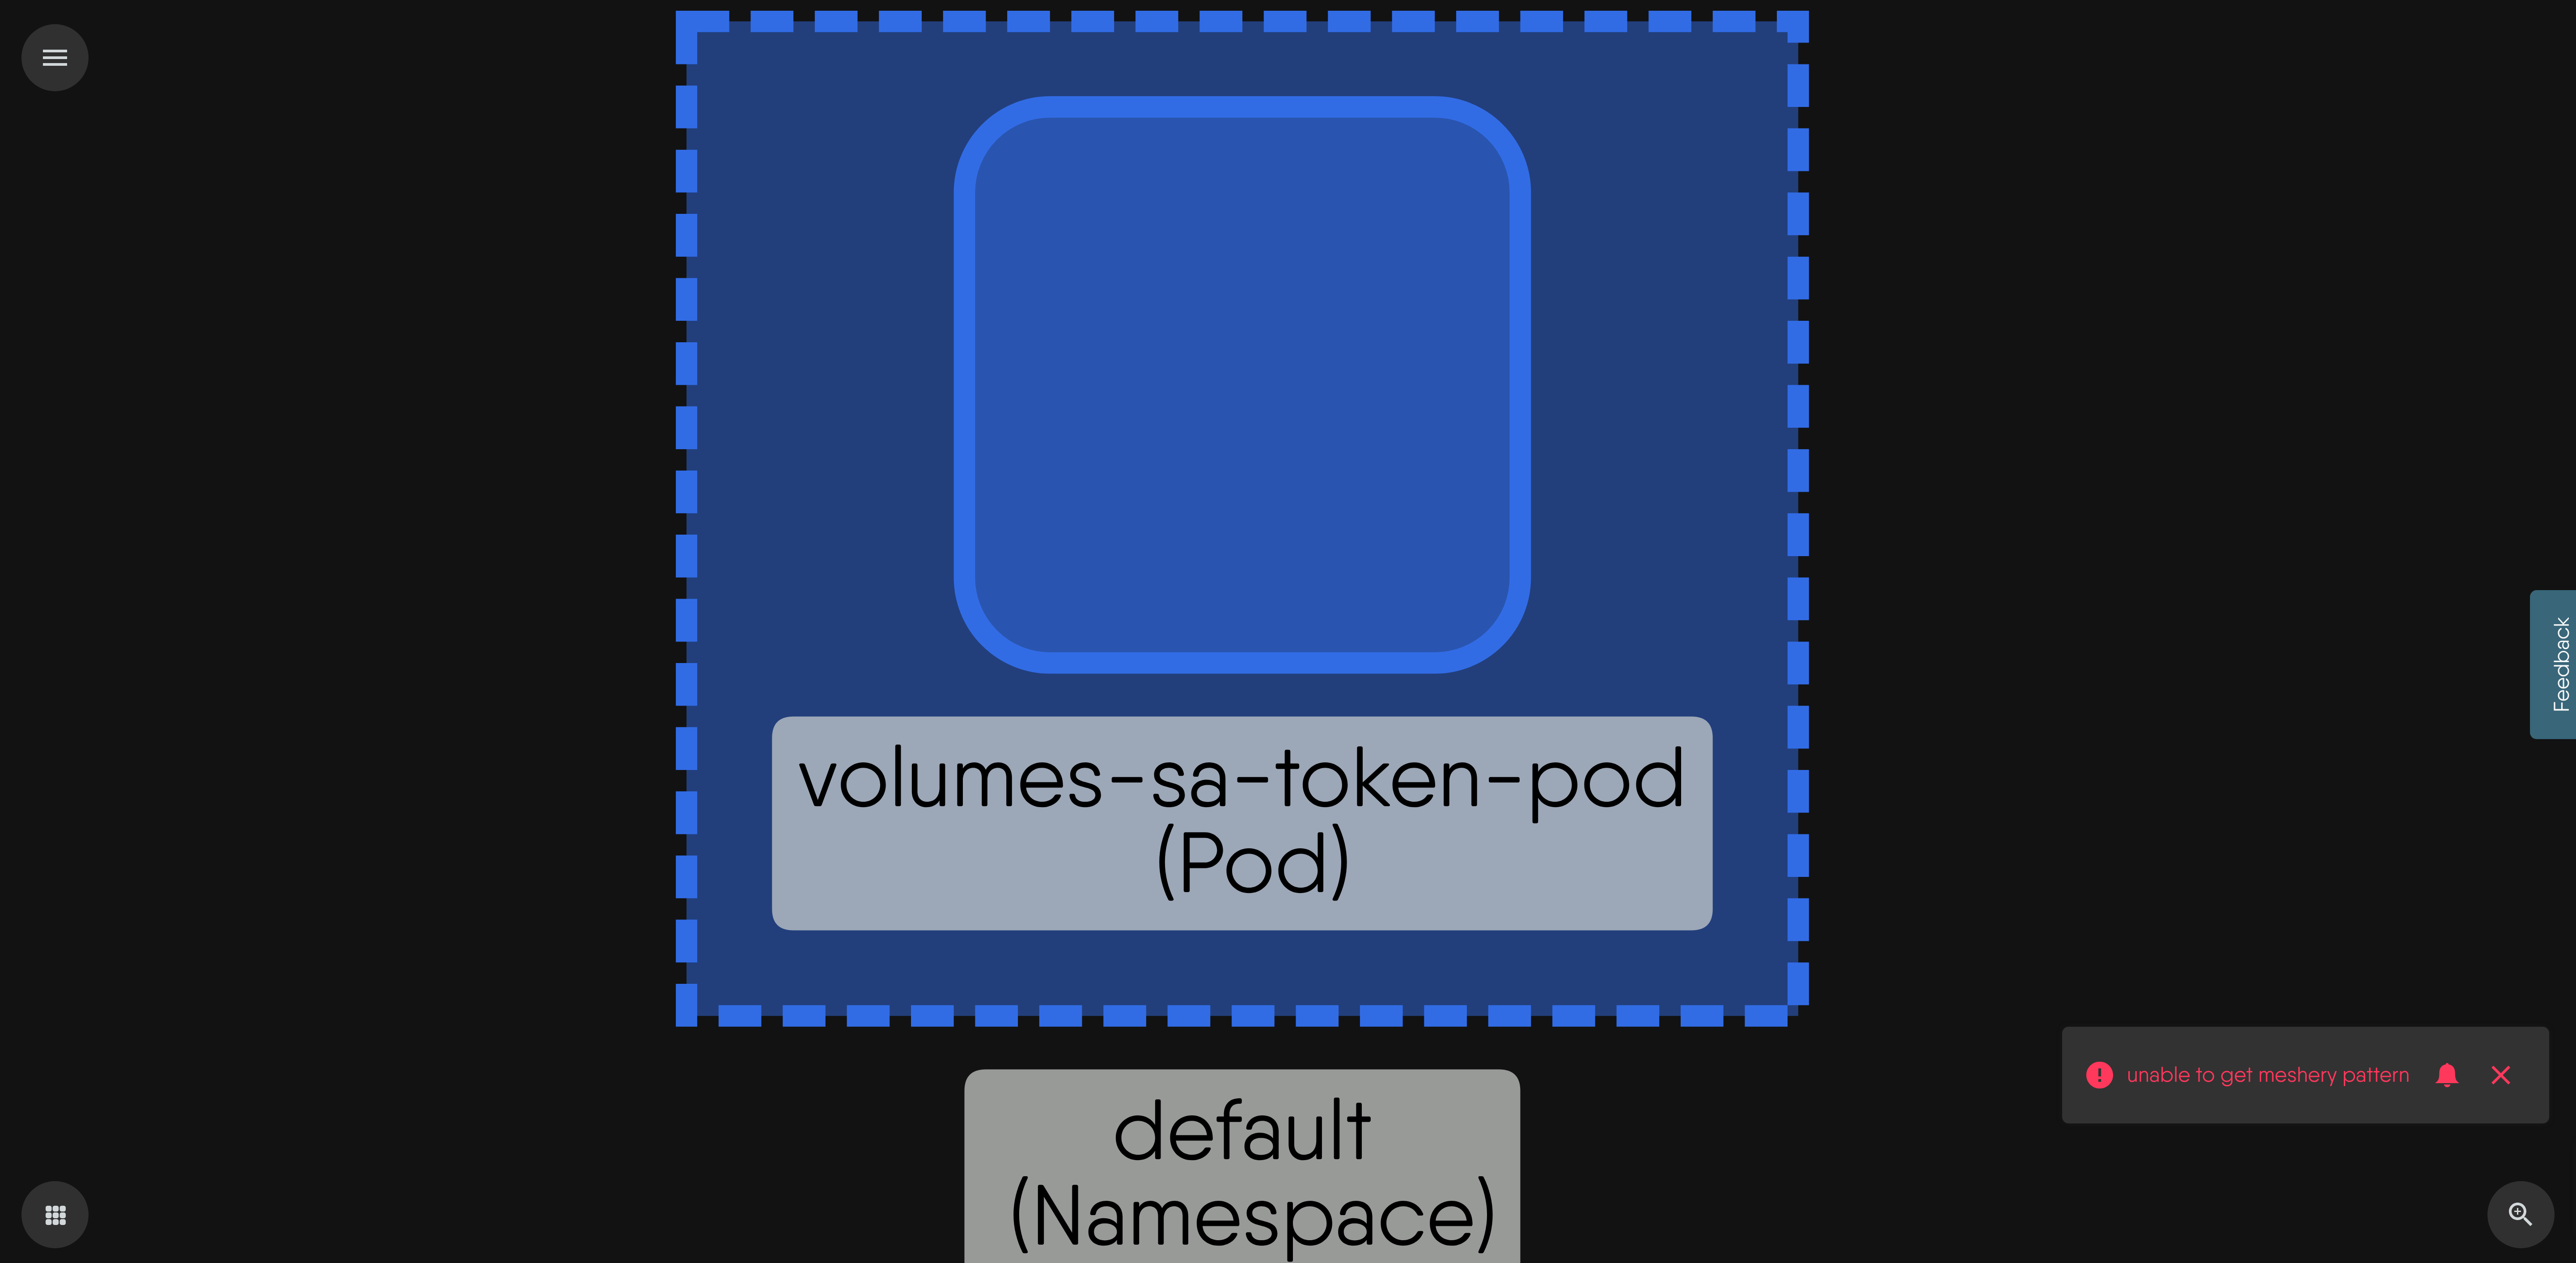 volumes-sa-token-pod
(Pod)
default
(Namespace)
Feedback
unable to get meshery pattern